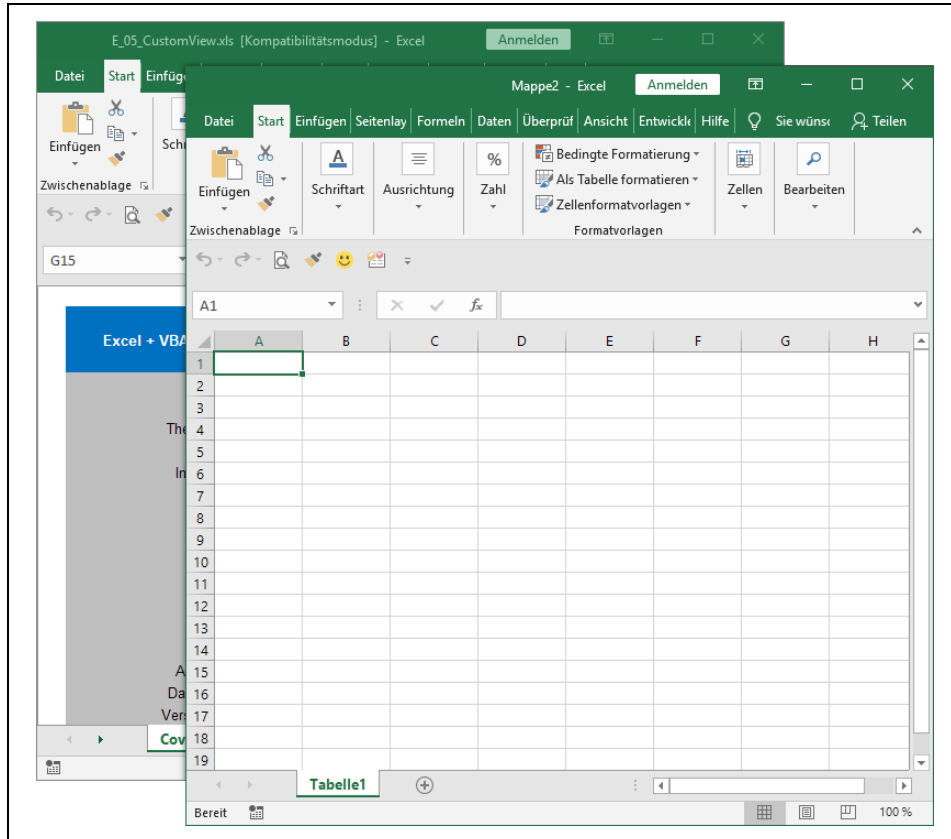 E_05_CustomView.xls [Kompatibilitätsmodus] - Excel Anmelden
Datei Start Einfüg
Einfügen
Schr
Zwischenablage
G15
Excel + VBA
The
In
A
Da
Vers
Cov
Mappe2 - Excel Anmelden
Datei Start Einfügen Seitenlay Formeln Daten Überprüf Ansicht Entwickle Hilfe Sie wünsc Teilen
Einfügen
A Schriftart
Ausrichtung
% Zahl
Bedingte Formatierung
Als Tabelle formatieren
Zellenformatvorlagen
Zellen
Bearbeiten
Zwischenablage
Formatvorlagen
A1 fx
A B C D E F G H
1
2
3
4
5
6
7
8
9
10
11
12
13
14
15
16
17
18
19
Tabelle1
Bereit 100 %